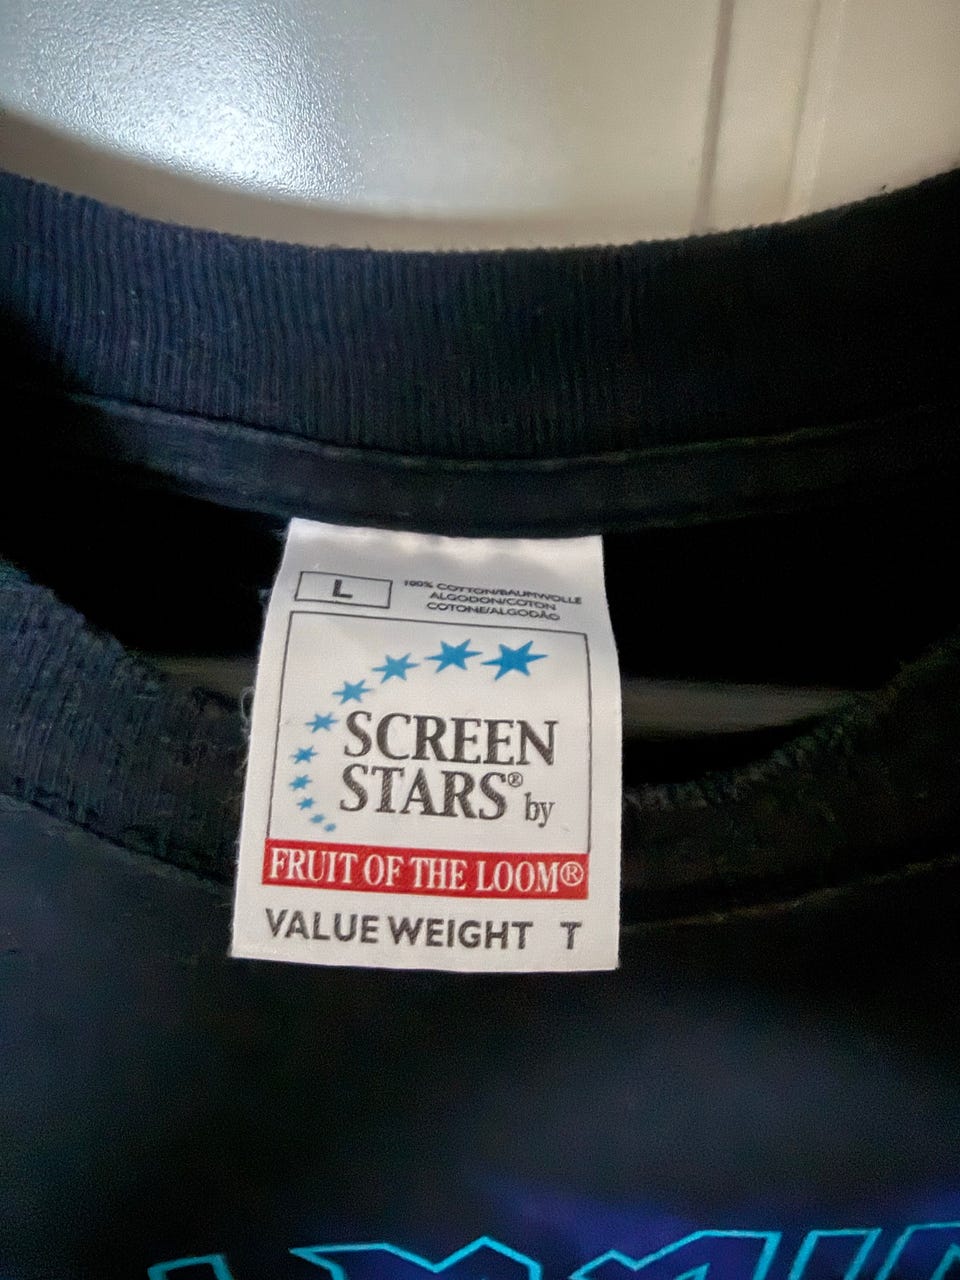 L
100% COTTON/BAUMWOLLE
ALGODON/COTON
COTONE/ALGODÃO
SCREEN
STARS® by
FRUIT OF THE LOOM®
VALUE WEIGHT T